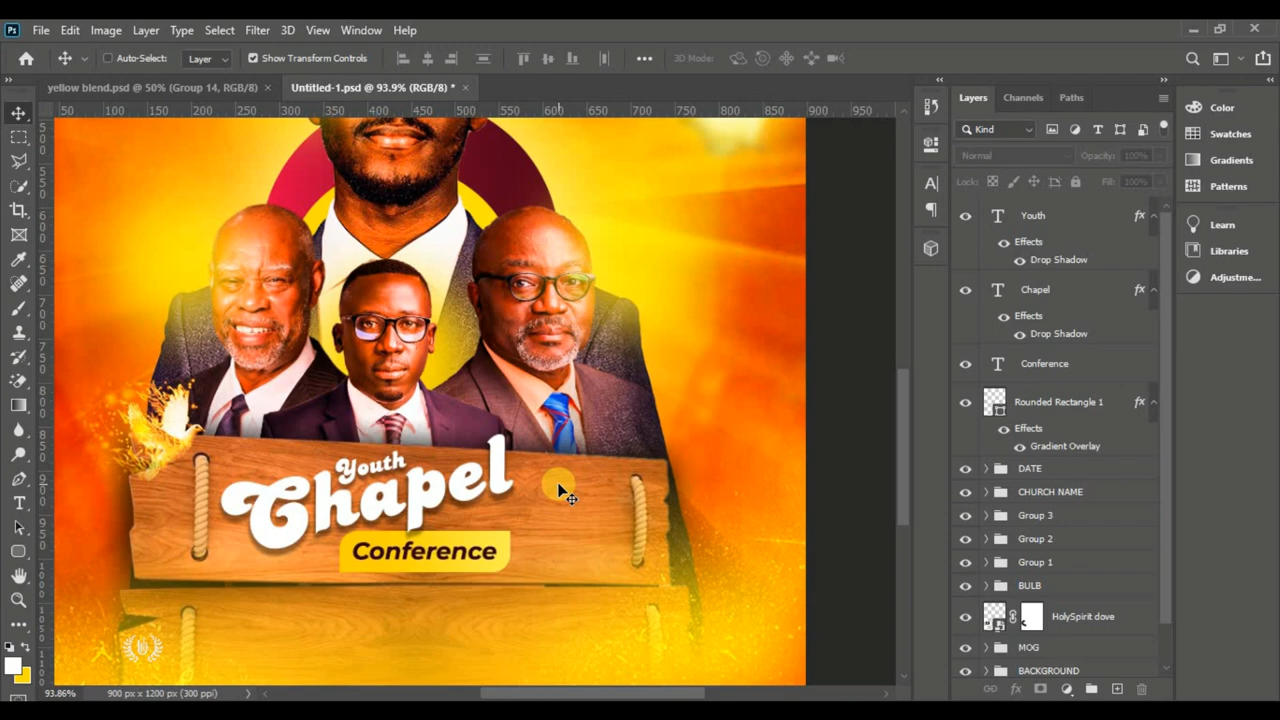 Ps File Edit Image Layer Type Select Filter 3D View Window Help
Auto-Select: Layer Show Transform Controls 3D Mode:
yellow blend.psd @ 50% (Group 14, RGB/8) × Untitled-1.psd @ 93.9% (RGB/8) * ×
50 100 150 200 250 300 350 400 450 500 550 600 650 700 750 800 850 900 950
Youth
Chapel
Conference
93.86% 900 px x 1200 px (300 ppi)
Layers Channels Paths
Kind
Normal Opacity: 100%
Lock: Fill: 100%
Youth fx
Effects
Drop Shadow
Chapel fx
Effects
Drop Shadow
Conference
Rounded Rectangle 1 fx
Effects
Gradient Overlay
DATE
CHURCH NAME
Group 3
Group 2
Group 1
BULB
HolySpirit dove
MOG
BACKGROUND
Color
Swatches
Gradients
Patterns
Learn
Libraries
Adjustme...